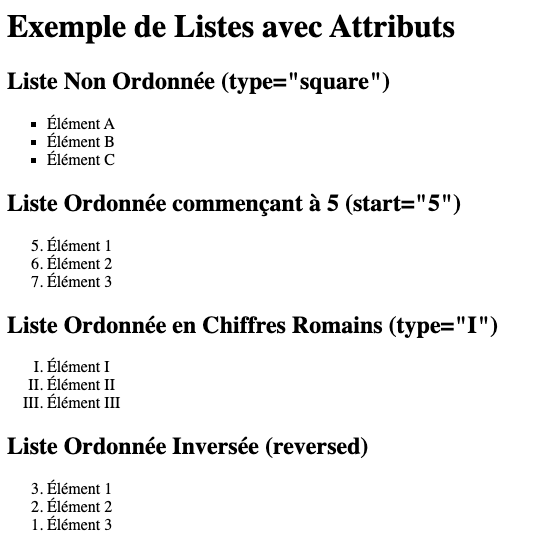 Exemple de Listes avec Attributs
Liste Non Ordonnée (type="square")
▪ Élément A
▪ Élément B
▪ Élément C
Liste Ordonnée commençant à 5 (start="5")
5. Élément 1
6. Élément 2
7. Élément 3
Liste Ordonnée en Chiffres Romains (type="I")
I. Élément I
II. Élément II
III. Élément III
Liste Ordonnée Inversée (reversed)
3. Élément 1
2. Élément 2
1. Élément 3